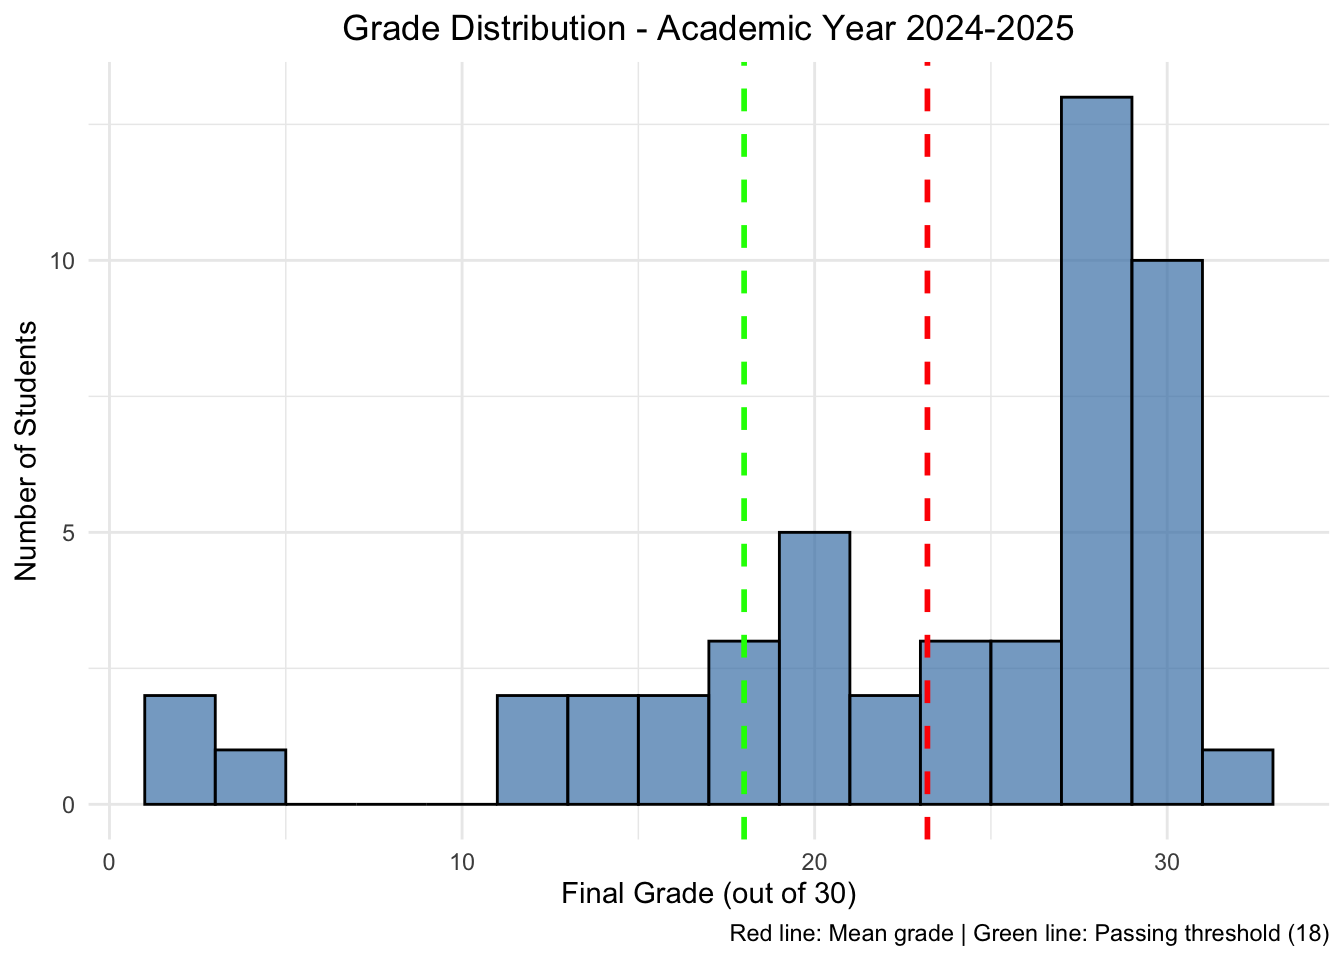 Grade Distribution - Academic Year 2024-2025
Number of Students
10
5
0
0 10 20 30
Final Grade (out of 30)
Red line: Mean grade | Green line: Passing threshold (18)